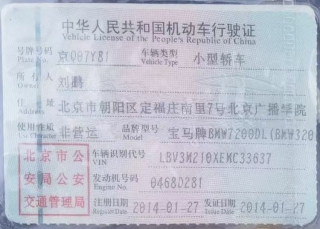 中华人民共和国机动车行驶证
Vehicle License of the People's Republic of China
号牌号码 京Q97Y81 车辆类型 小型轿车
Plate No. Vehicle Type
所有人 刘鹏
Owner
住址 北京市朝阳区定福庄南里7号北京广播学院
Address
使用性质 非营运 品牌型号 宝马牌BMW7200DL(BMW320
Use Character Model
北京市公
安局公安
交通管理局
车辆识别代号 LBV3M210XEMC33637
VIN
发动机号码 0468D281
Engine No.
注册日期 2014-01-27 发证日期 2014-01-27
Register Date Issue Date